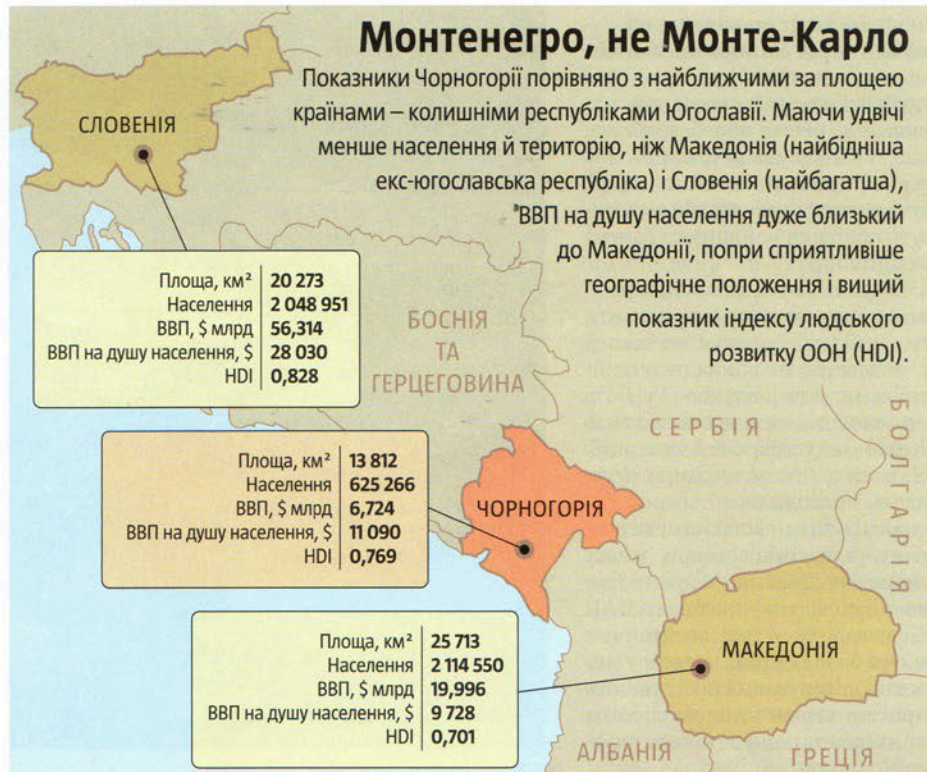 Монтенегро, не Монте-Карло
Показники Чорногорії порівняно з найближчими за площею
країнами – колишніми республіками Югославії. Маючи удвічі
менше населення й територію, ніж Македонія (найбідніша
екс-югославська республіка) і Словенія (найбагатша),
ВВП на душу населення дуже близький
до Македонії, попри сприятливіше
географічне положення і вищий
показник індексу людського
розвитку ООН (HDI).
СЛОВЕНІЯ
Площа, км² 20 273
Населення 2 048 951
ВВП, $ млрд 56,314
ВВП на душу населення, $ 28 030
HDI 0,828
БОСНІЯ
ТА
ГЕРЦЕГОВИНА
СЕРБІЯ
БОЛГАРІЯ
Площа, км² 13 812
Населення 625 266
ВВП, $ млрд 6,724
ВВП на душу населення, $ 11 090
HDI 0,769
ЧОРНОГОРІЯ
Площа, км² 25 713
Населення 2 114 550
ВВП, $ млрд 19,996
ВВП на душу населення, $ 9 728
HDI 0,701
МАКЕДОНІЯ
АЛБАНІЯ
ГРЕЦІЯ